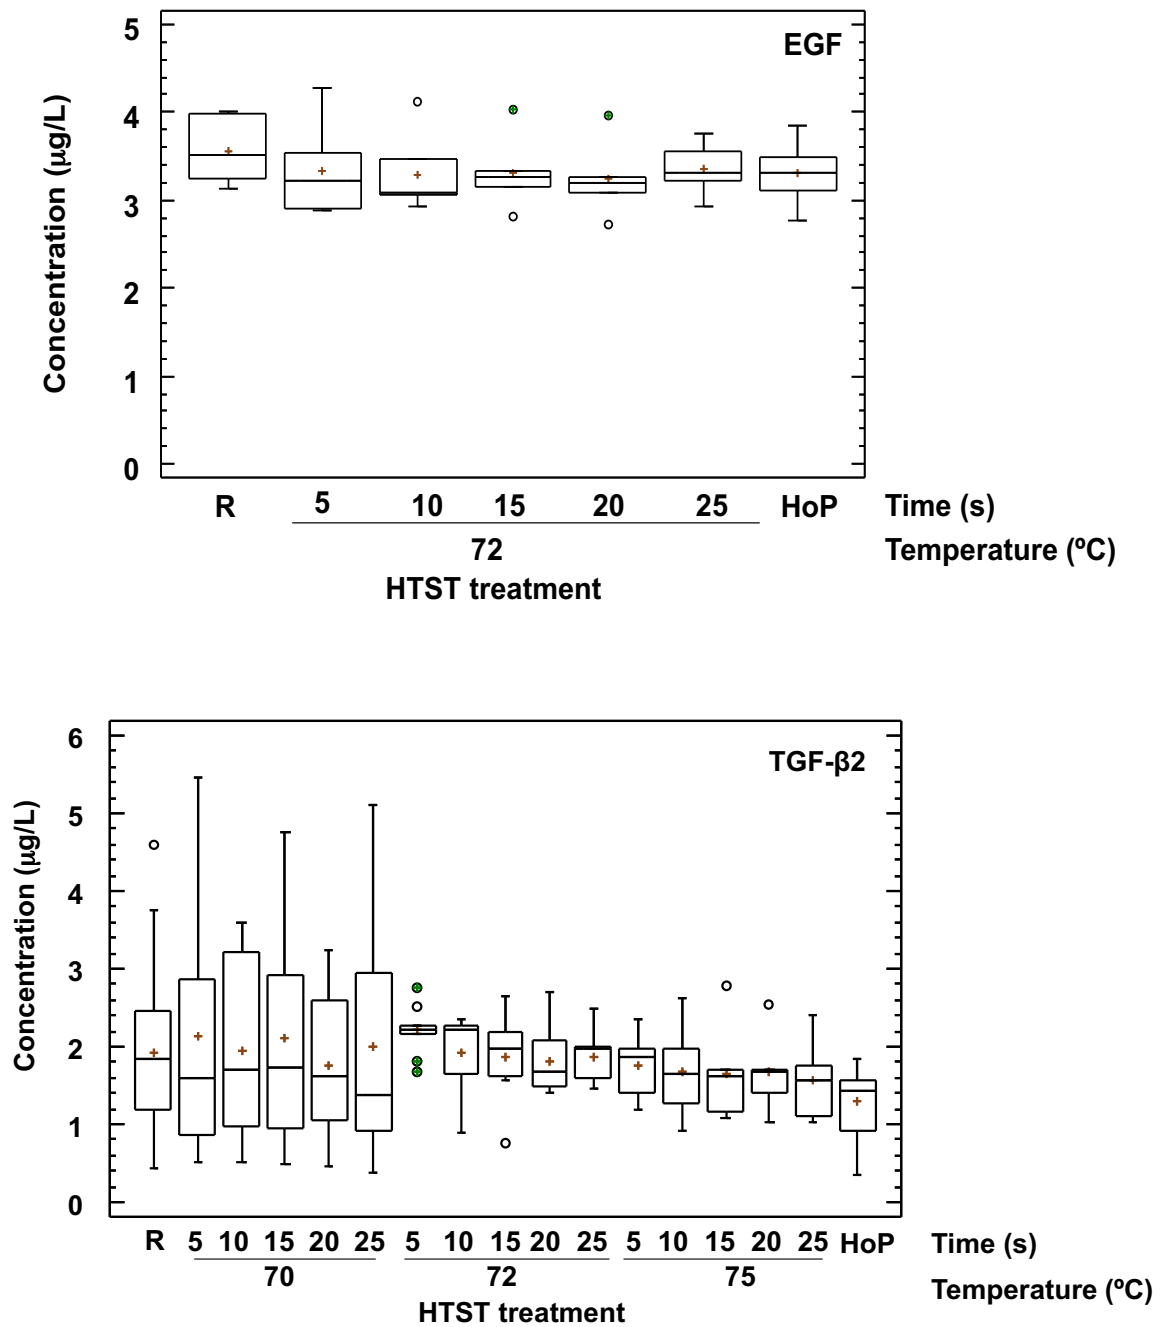 5
EGF
4
3
2
1
0
Concentration (µg/L)
R 5 10 15 20 25 HoP Time (s)
72 Temperature (ºC)
HTST treatment
6
TGF-β2
5
4
3
2
1
0
Concentration (µg/L)
R 5 10 15 20 25 5 10 15 20 25 5 10 15 20 25 HoP Time (s)
70 72 75 Temperature (ºC)
HTST treatment